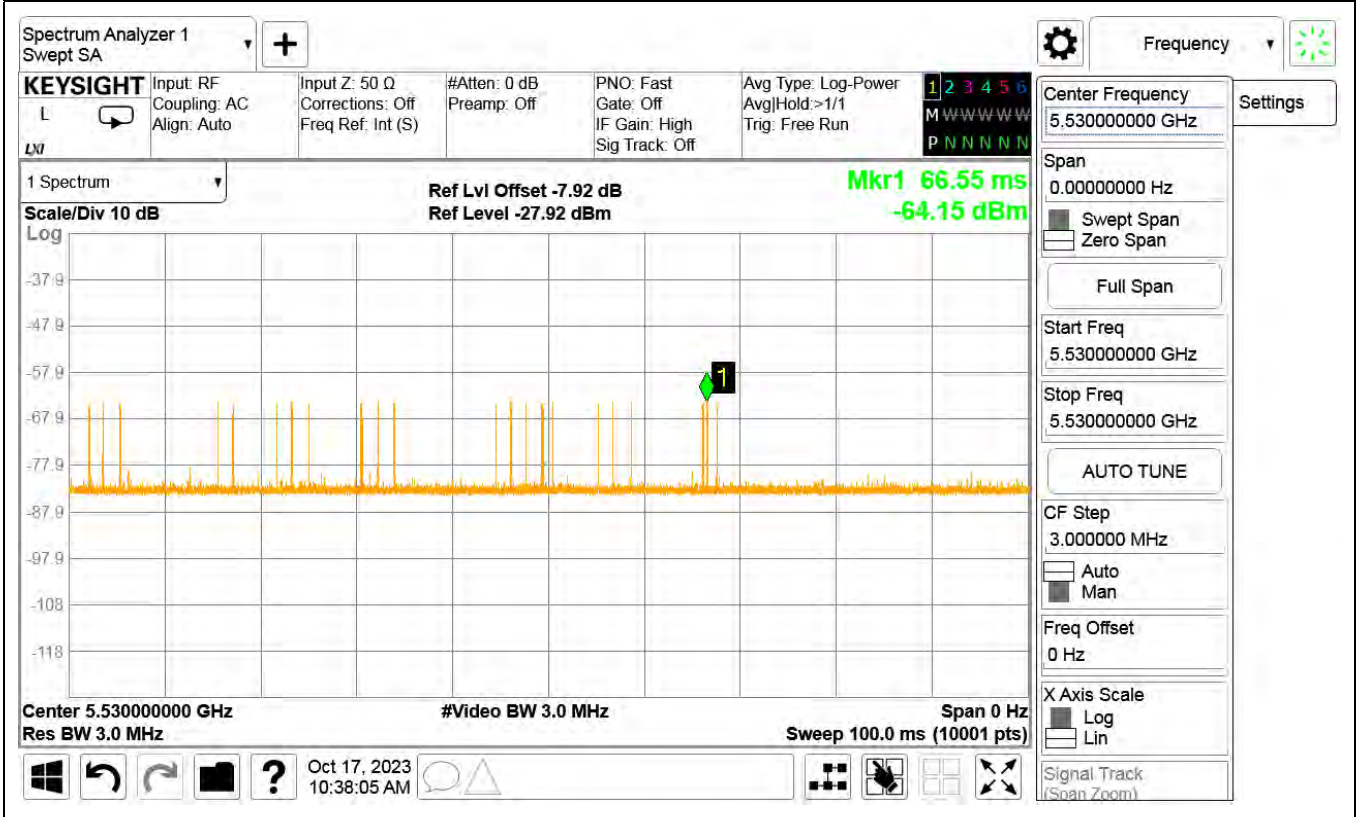 Spectrum Analyzer 1
Swept SA
+
Frequency
KEYSIGHT
L
LXI
Input: RF
Coupling: AC
Align: Auto
Input Z: 50 Ω
Corrections: Off
Freq Ref: Int (S)
#Atten: 0 dB
Preamp: Off
PNO: Fast
Gate: Off
IF Gain: High
Sig Track: Off
Avg Type: Log-Power
Avg|Hold:>1/1
Trig: Free Run
1 2 3 4 5 6
M W W W W W W
P N N N N N
Center Frequency
5.530000000 GHz
Settings
Span
0.00000000 Hz
Swept Span
Zero Span
Full Span
Start Freq
5.530000000 GHz
Stop Freq
5.530000000 GHz
AUTO TUNE
CF Step
3.000000 MHz
Auto
Man
Freq Offset
0 Hz
X Axis Scale
Log
Lin
Signal Track
(Span Zoom)
1 Spectrum
Scale/Div 10 dB
Log
Ref Lvl Offset -7.92 dB
Ref Level -27.92 dBm
Mkr1 66.55 ms
-64.15 dBm
-37.9
-47.9
-57.9
-67.9
-77.9
-87.9
-97.9
-108
-118
1
Center 5.530000000 GHz
Res BW 3.0 MHz
#Video BW 3.0 MHz
Span 0 Hz
Sweep 100.0 ms (10001 pts)
?
Oct 17, 2023
10:38:05 AM